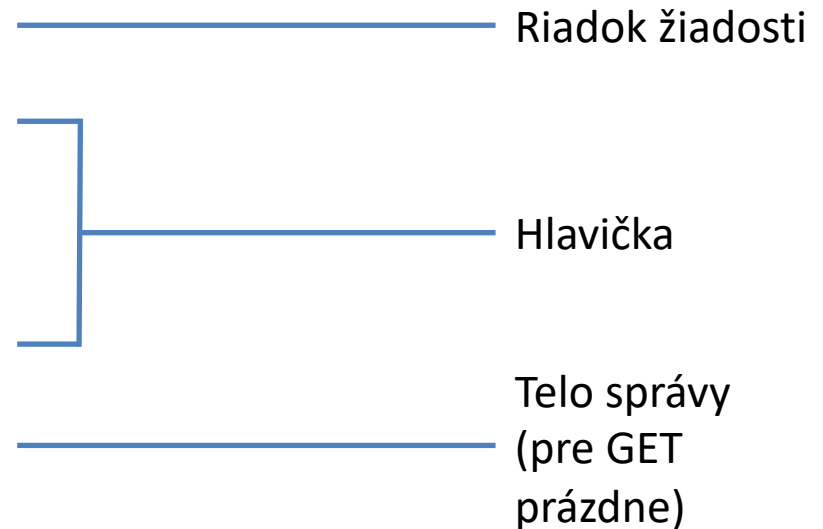 Riadok žiadosti
Hlavička
Telo správy
(pre GET
prázdne)